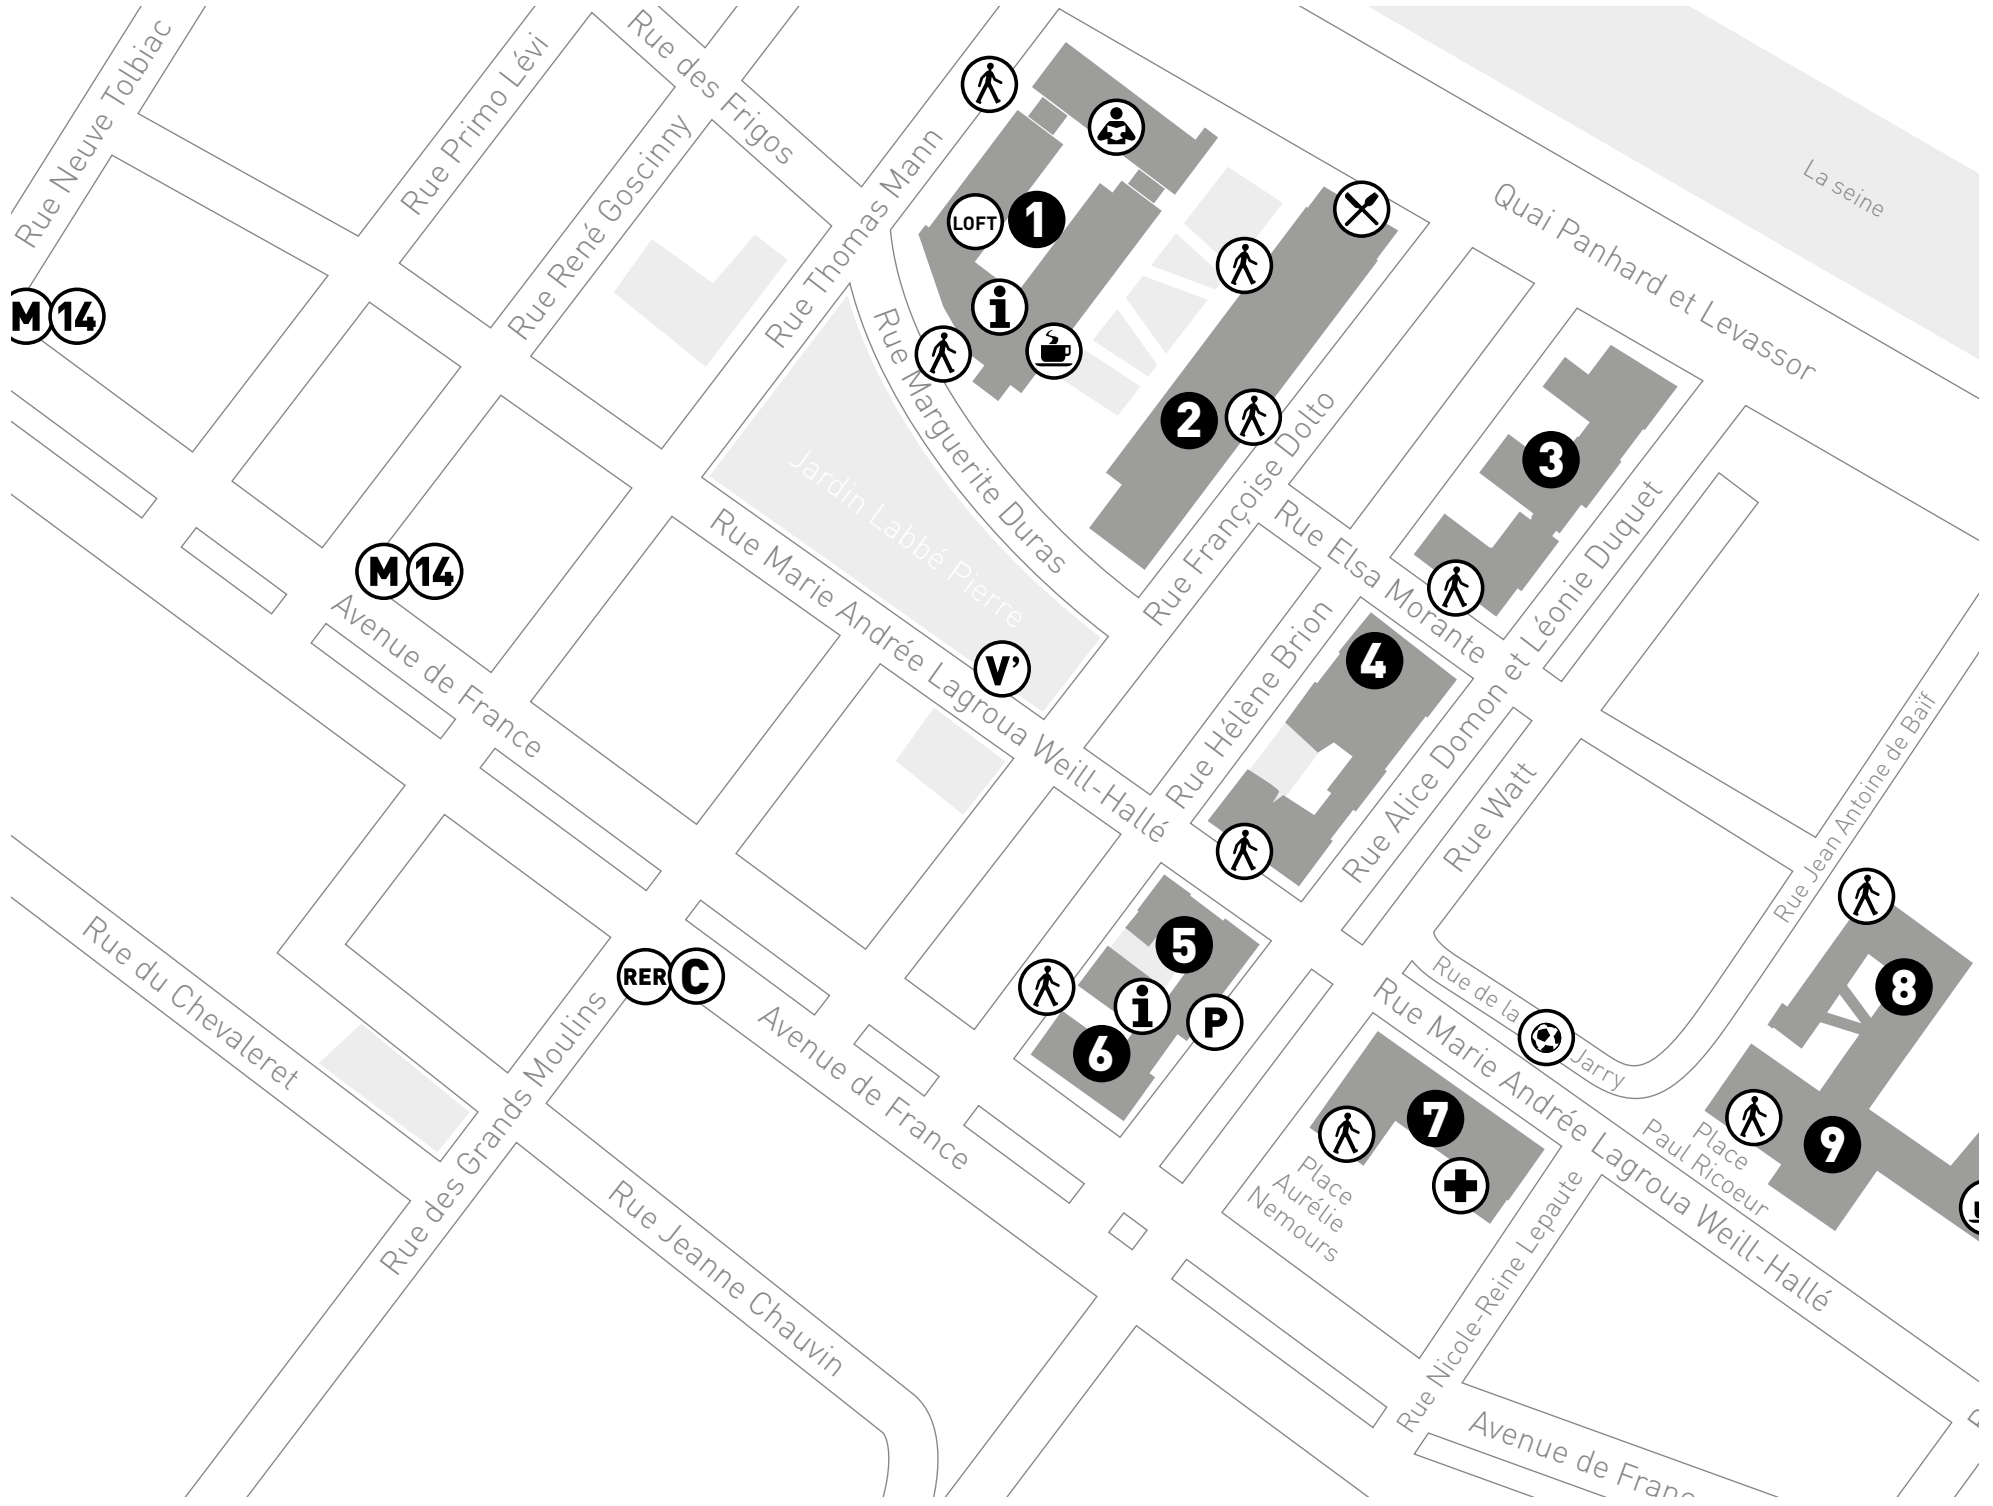 Rue Neuve Tolbiac
Rue Primo Lévi
Rue des Frigos
Rue René Goscinny
Rue Thomas Mann
LOFT
1
i
Quai Panhard et Levassor
La seine
M 14
Rue Marguerite Duras
2
Rue Françoise Dolto
3
Jardin Labbé Pierre
Rue Marie Andrée Lagroua Weill-Hallé
Rue Elsa Morante
M 14
Avenue de France
V’
4
Rue Hélène Brion
Rue Alice Domon et Léonie Duquet
Rue Watt
Rue Jean Antoine de Baïf
Rue du Chevaleret
RER C
5
i
P
6
Rue de la
Jarry
8
Rue des Grands Moulins
Avenue de France
Rue Marie Andrée Lagroua Weill-Hallé
7
Place
Paul Ricoeur
9
Place
Aurélie
Nemours
Rue Jeanne Chauvin
Rue Nicole-Reine Lepaute
Avenue de Franc